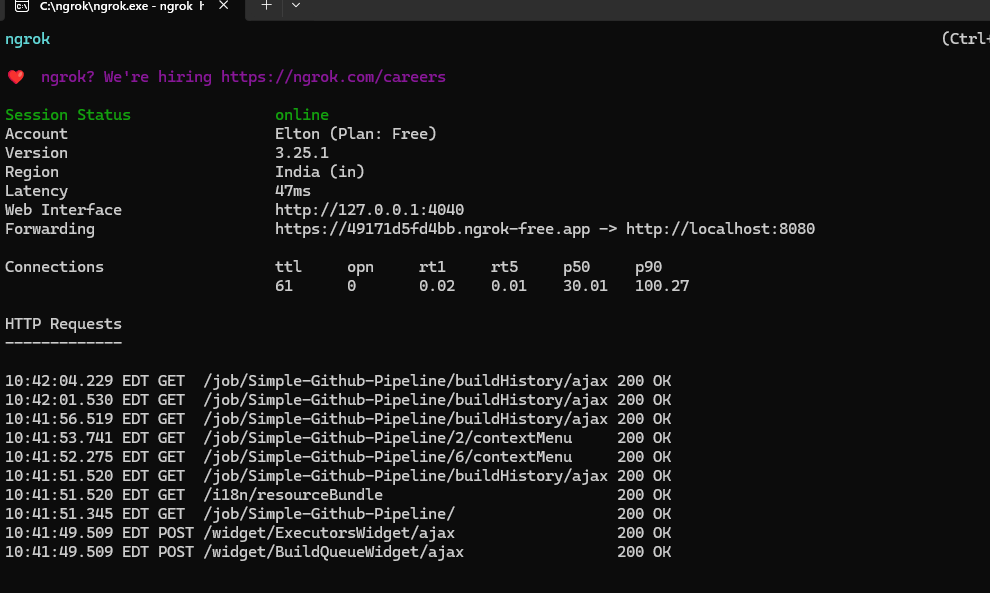 C:\ngrok\ngrok.exe - ngrok h
ngrok (Ctrl+
ngrok? We're hiring https://ngrok.com/careers
Session Status online
Account Elton (Plan: Free)
Version 3.25.1
Region India (in)
Latency 47ms
Web Interface http://127.0.0.1:4040
Forwarding https://49171d5fd4bb.ngrok-free.app -> http://localhost:8080
Connections ttl opn rt1 rt5 p50 p90
61 0 0.02 0.01 30.01 100.27
HTTP Requests
-------------
10:42:04.229 EDT GET /job/Simple-Github-Pipeline/buildHistory/ajax 200 OK
10:42:01.530 EDT GET /job/Simple-Github-Pipeline/buildHistory/ajax 200 OK
10:41:56.519 EDT GET /job/Simple-Github-Pipeline/buildHistory/ajax 200 OK
10:41:53.741 EDT GET /job/Simple-Github-Pipeline/2/contextMenu 200 OK
10:41:52.275 EDT GET /job/Simple-Github-Pipeline/6/contextMenu 200 OK
10:41:51.520 EDT GET /job/Simple-Github-Pipeline/buildHistory/ajax 200 OK
10:41:51.520 EDT GET /i18n/resourceBundle 200 OK
10:41:51.345 EDT GET /job/Simple-Github-Pipeline/ 200 OK
10:41:49.509 EDT POST /widget/ExecutorsWidget/ajax 200 OK
10:41:49.509 EDT POST /widget/BuildQueueWidget/ajax 200 OK